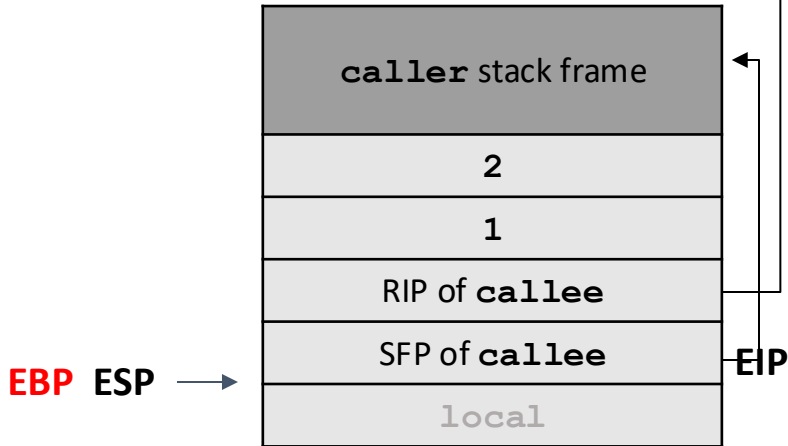 caller stack frame
2
1
RIP of callee
SFP of callee
EIP
EBP ESP
local